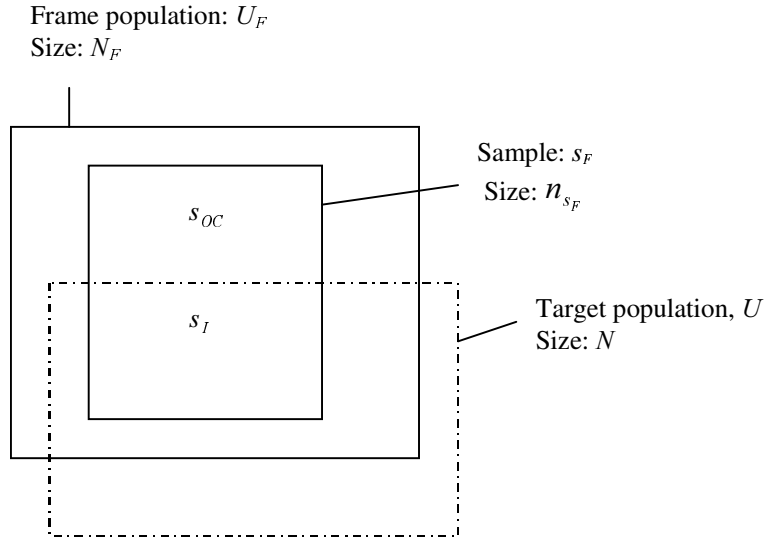 Frame population: U_F
Size: N_F
Sample: s_F
Size: n_{s_F}
s_{OC}
s_I
Target population, U
Size: N